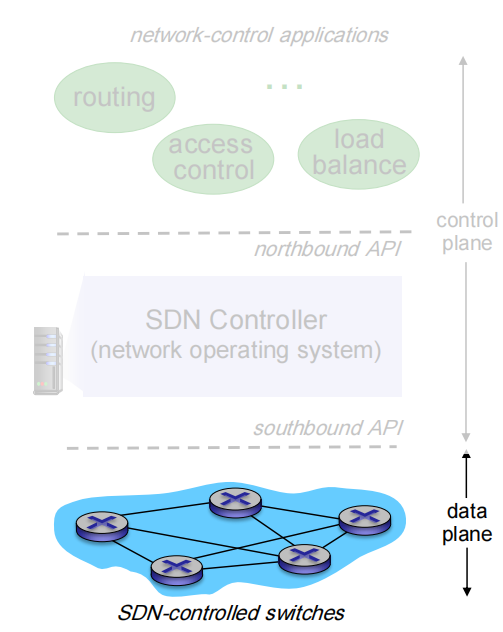 network-control applications
routing
...
access
control
load
balance
control
plane
northbound API
SDN Controller
(network operating system)
southbound API
data
plane
SDN-controlled switches